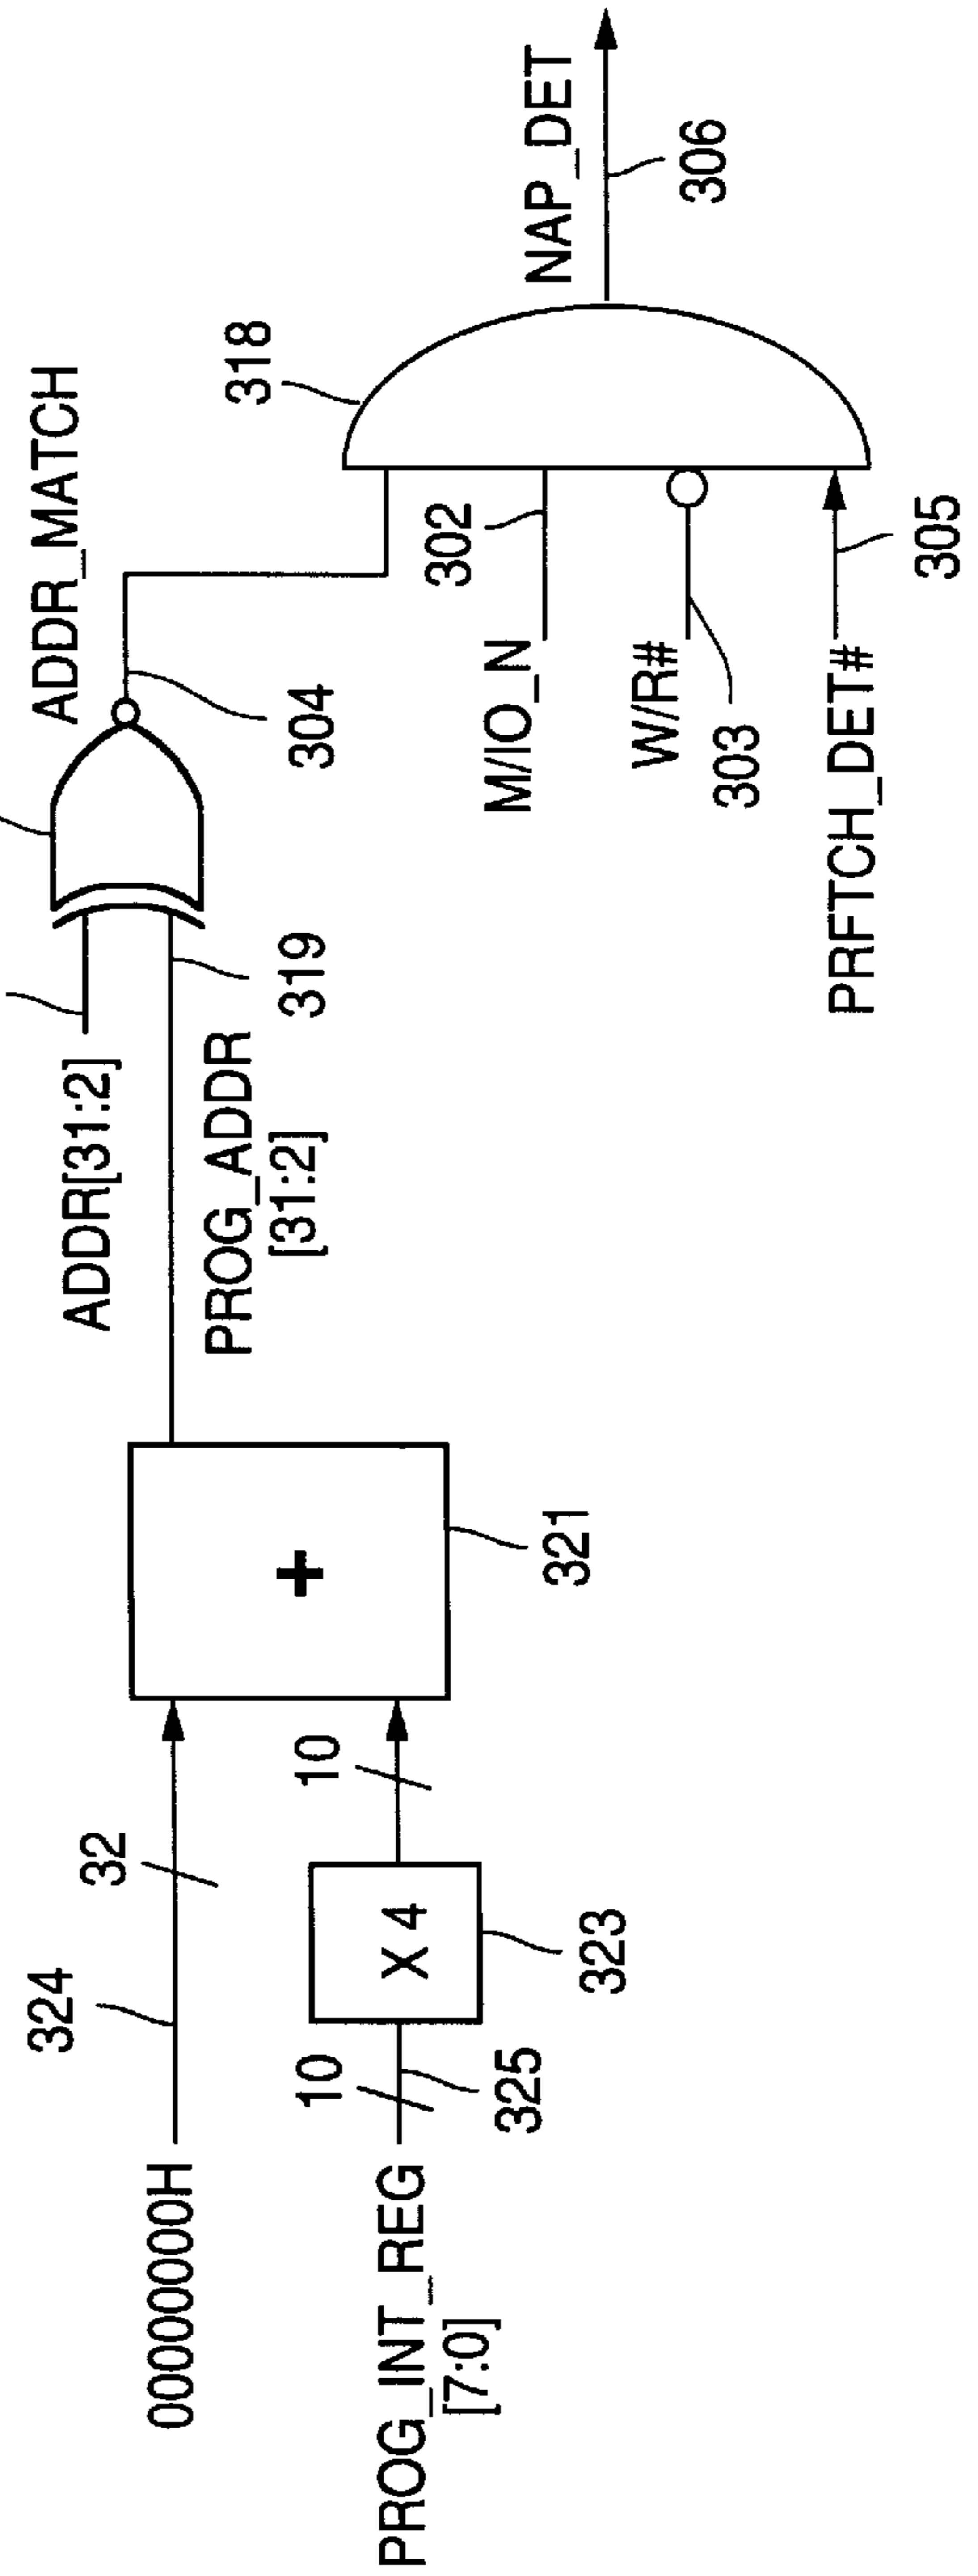 ADDR_MATCH
324
ADDR[31:2]
32
0000000H
PROG_ADDR
[31:2]
319
304
318
10
10
+
PROG_INT_REG
[7:0]
X 4
325
323
321
302
M/IO_N
NAP_DET
W/R#
303
306
PRFTCH_DET#
305